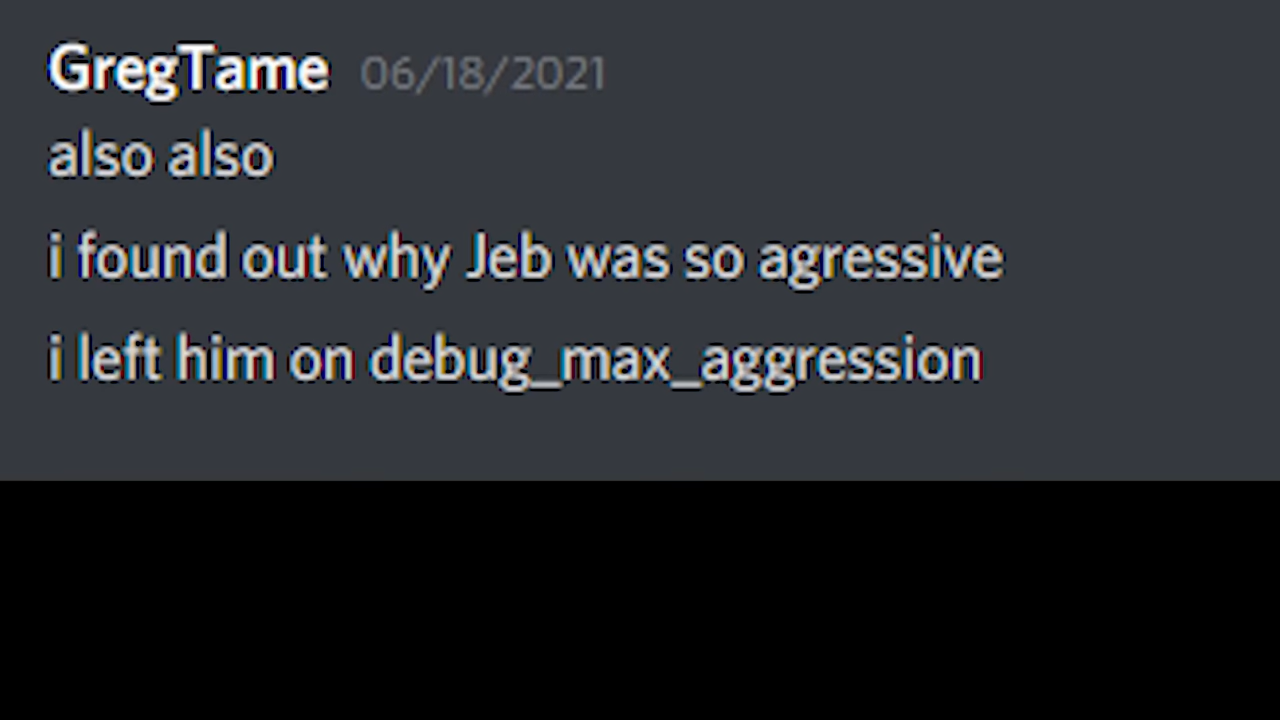 GregTame 06/18/2021
also also
i found out why Jeb was so agressive
i left him on debug_max_aggression